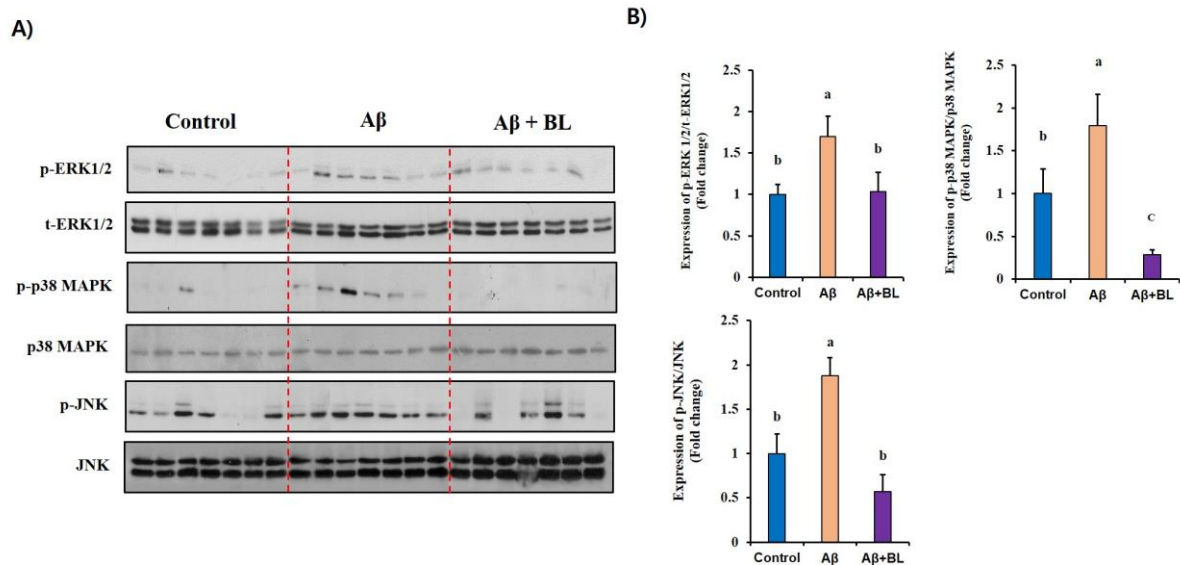 A)
Control Aβ Aβ + BL
p-ERK1/2
t-ERK1/2
p-p38 MAPK
p38 MAPK
p-JNK
JNK
B)
Expression of p-ERK 1/2/t-ERK1/2
(Fold change)
2.5
2
1.5
1
0.5
0
b
a
b
Control Aβ Aβ+BL
Expression of p-p38 MAPK/p38 MAPK
(Fold change)
2.5
2
1.5
1
0.5
0
b
a
c
Control Aβ Aβ+BL
Expression of p-JNK/JNK
(Fold change)
2.5
2
1.5
1
0.5
0
b
a
b
Control Aβ Aβ+BL